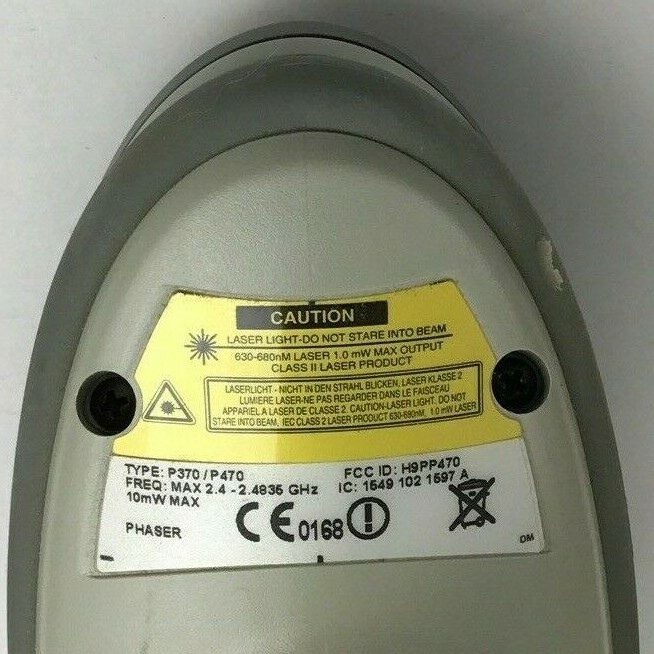 CAUTION
LASER LIGHT-DO NOT STARE INTO BEAM
630-680nM LASER 1.0 mW MAX OUTPUT
CLASS II LASER PRODUCT
LASERLICHT - NICHT IN DEN STRAHL BLICKEN, LASER KLASSE 2
LUMIERE LASER-NE PAS REGARDER DANS LE FAISCEAU
APPARIEL A LASER DE CLASSE 2. CAUTION-LASER LIGHT. DO NOT
STARE INTO BEAM, IEC CLASS 2 LASER PRODUCT 630-680nM, 1.0 mW LASER
TYPE: P370 / P470 FCC ID: H9PP470
FREQ: MAX 2.4 - 2.4835 GHz IC: 1549 102 1597 A
10mW MAX
PHASER CE 0168
DM